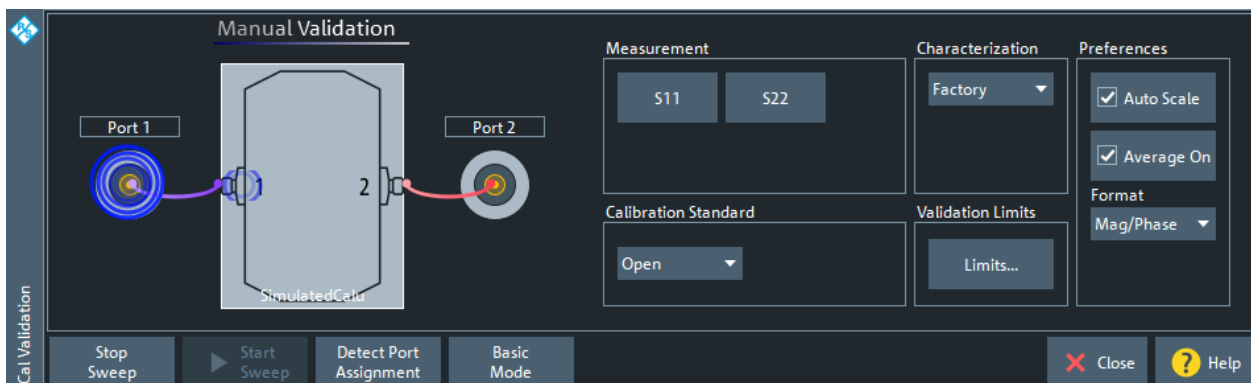 Manual Validation
Port 1
Port 2
1
2
SimulatedCalu
Measurement
S11
S22
Calibration Standard
Open
Characterization
Factory
Validation Limits
Limits...
Preferences
Auto Scale
Average On
Format
Mag/Phase
Cal Validation
Stop
Sweep
Start
Sweep
Detect Port
Assignment
Basic
Mode
Close
? Help